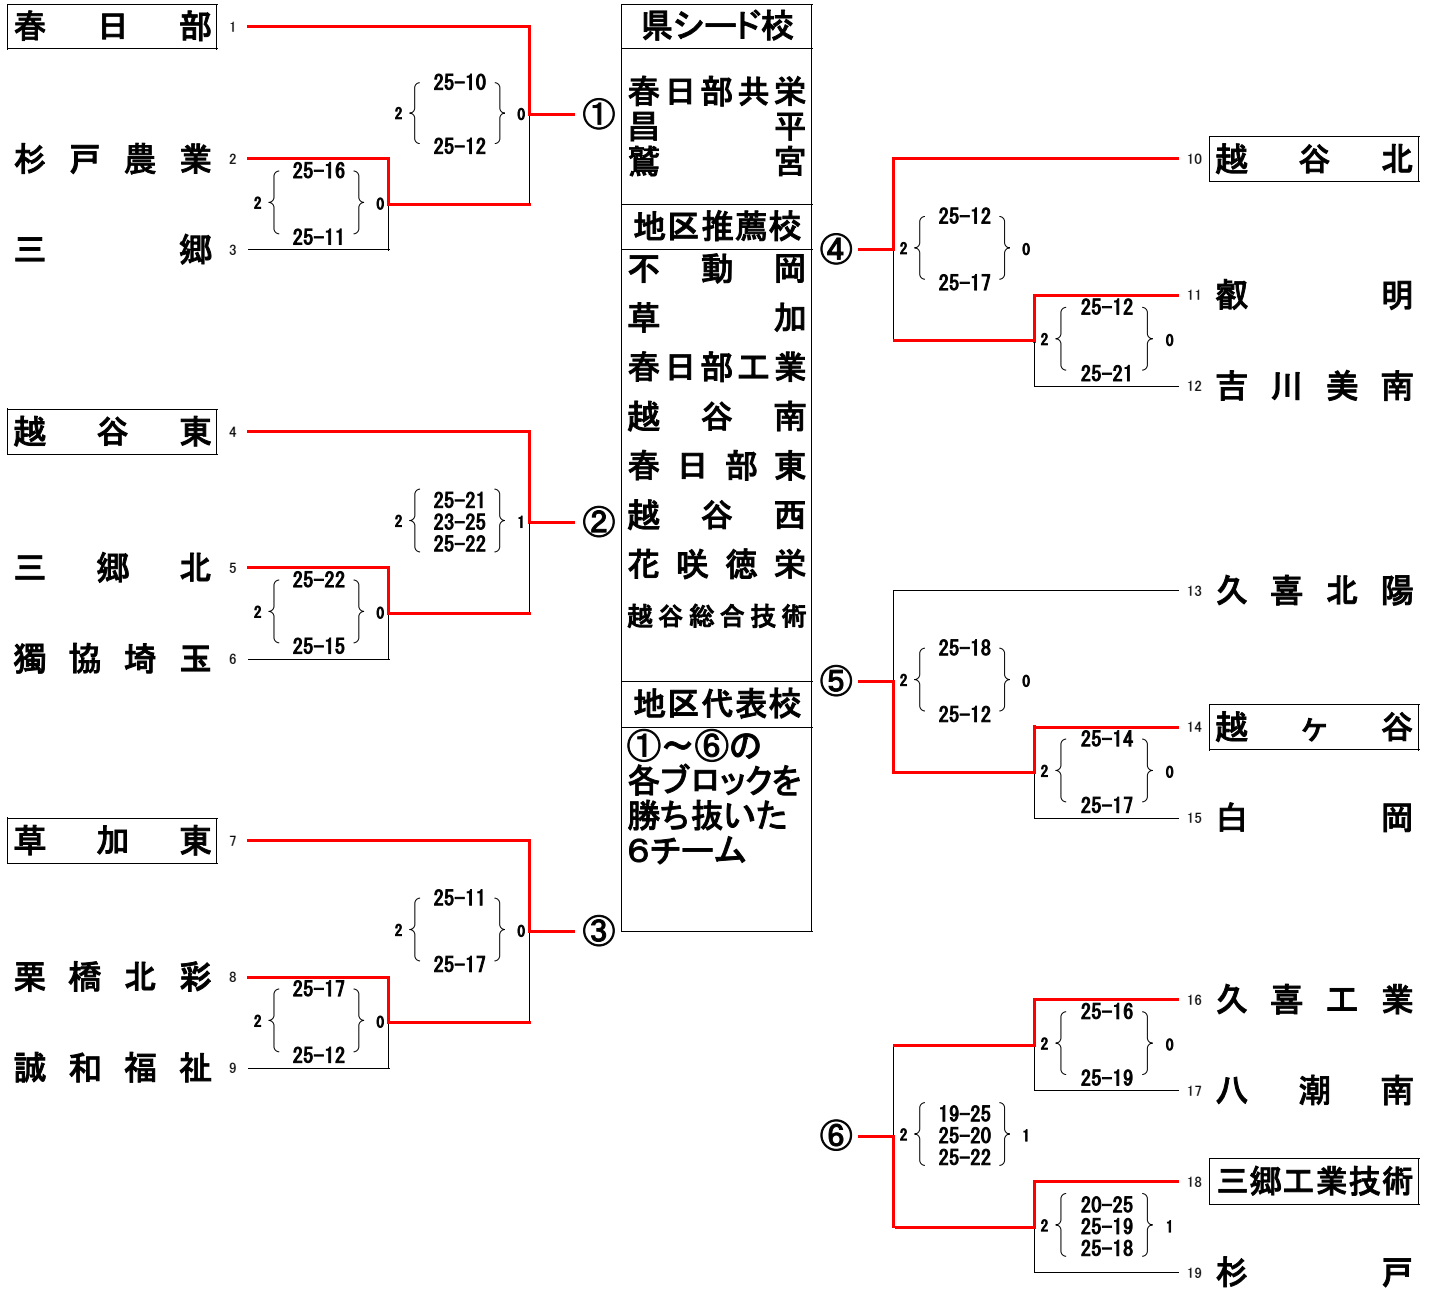 春日部 1
25-10
2 0
25-12
杉戸農業 2
25-16
2 0
25-11
三郷 3
①
越谷東 4
25-21
2 23-25 1
25-22
三郷北 5
25-22
2 0
25-15
獨協埼玉 6
②
草加東 7
25-11
2 0
25-17
栗橋北彩 8
25-17
2 0
25-12
誠和福祉 9
③
県シード校
春日部共栄
昌平
鷲宮
地区推薦校
不動岡
草加
春日部工業
越谷南
春日部東
越谷西
花咲徳栄
越谷総合技術
地区代表校
①~⑥の
各ブロックを
勝ち抜いた
6チーム
④
10 越谷北
25-12
2 0
25-17
11 叡明
25-12
2 0
25-21
12 吉川美南
⑤
13 久喜北陽
25-18
2 0
25-12
14 越ヶ谷
25-14
2 0
25-17
15 白岡
⑥
16 久喜工業
25-16
2 0
25-19
17 八潮南
19-25
2 25-20 1
25-22
18 三郷工業技術
20-25
2 25-19 1
25-18
19 杉戸